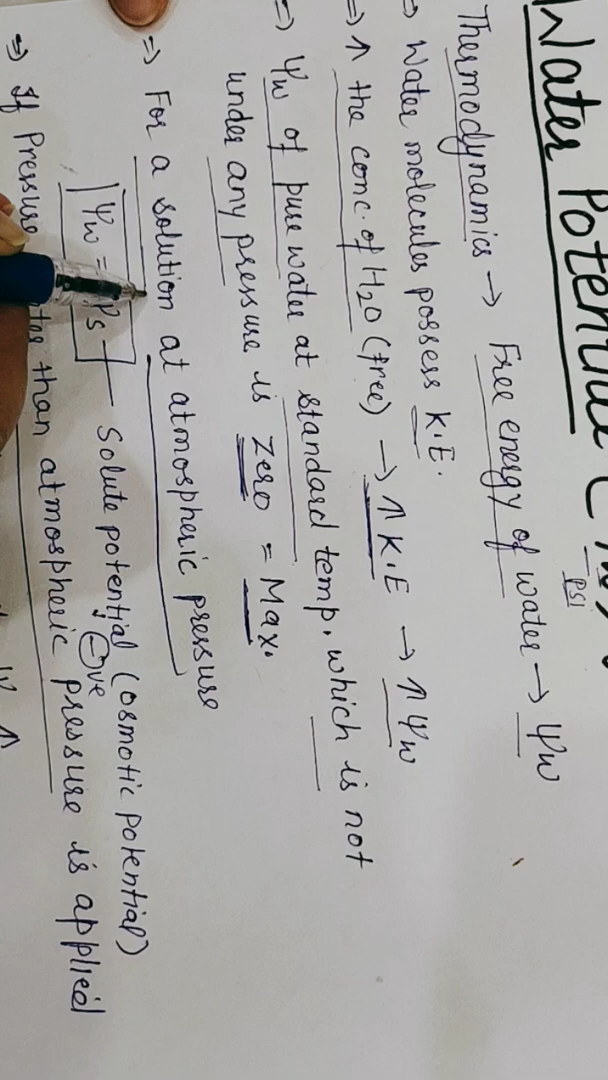 Water Potential (Ψw)
PSI
Thermodynamics → Free energy of water → Ψw
⇒ Water molecules possess K.E.
⇒ ↑ the conc. of H2O (free) → ↑ K.E → ↑ Ψw
⇒ Ψw of pure water at standard temp. which is not
under any pressure is Zero = Max.
⇒ For a solution at atmospheric pressure
Ψw = Ψs — Solute potential (osmotic potential)
⊖ve
⇒ If Pressure than atmospheric pressure is applied